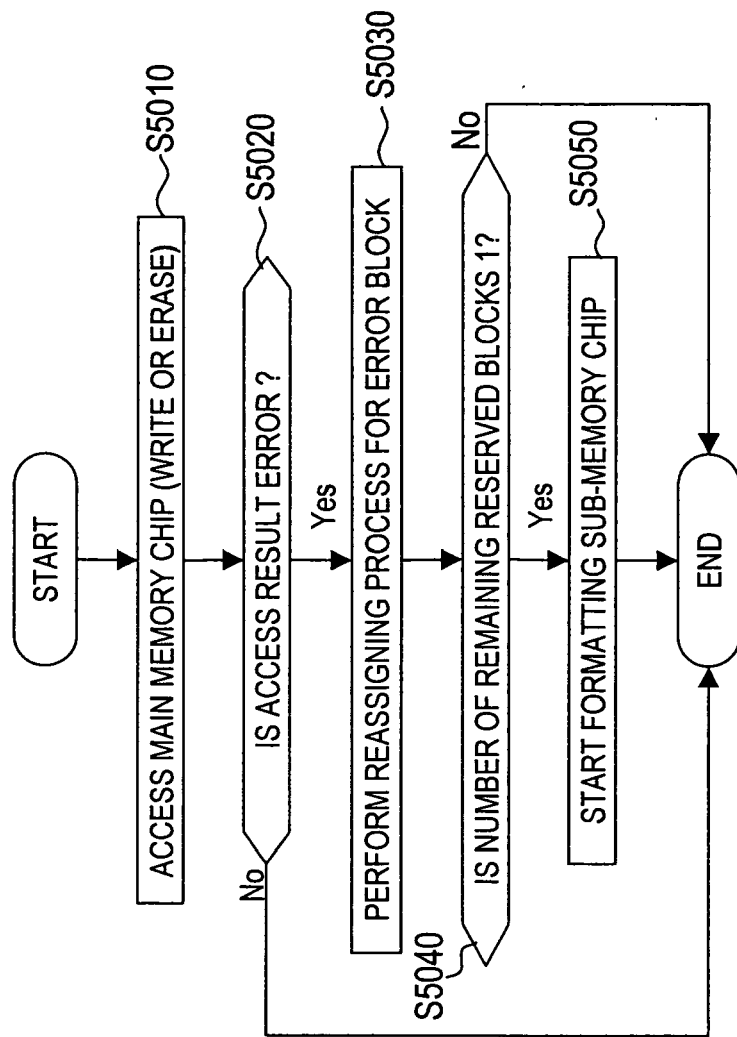 START
ACCESS MAIN MEMORY CHIP (WRITE OR ERASE)
S5010
IS ACCESS RESULT ERROR ?
S5020
No
Yes
PERFORM REASSIGNING PROCESS FOR ERROR BLOCK
S5030
IS NUMBER OF REMAINING RESERVED BLOCKS 1?
S5040
No
Yes
START FORMATTING SUB-MEMORY CHIP
S5050
END